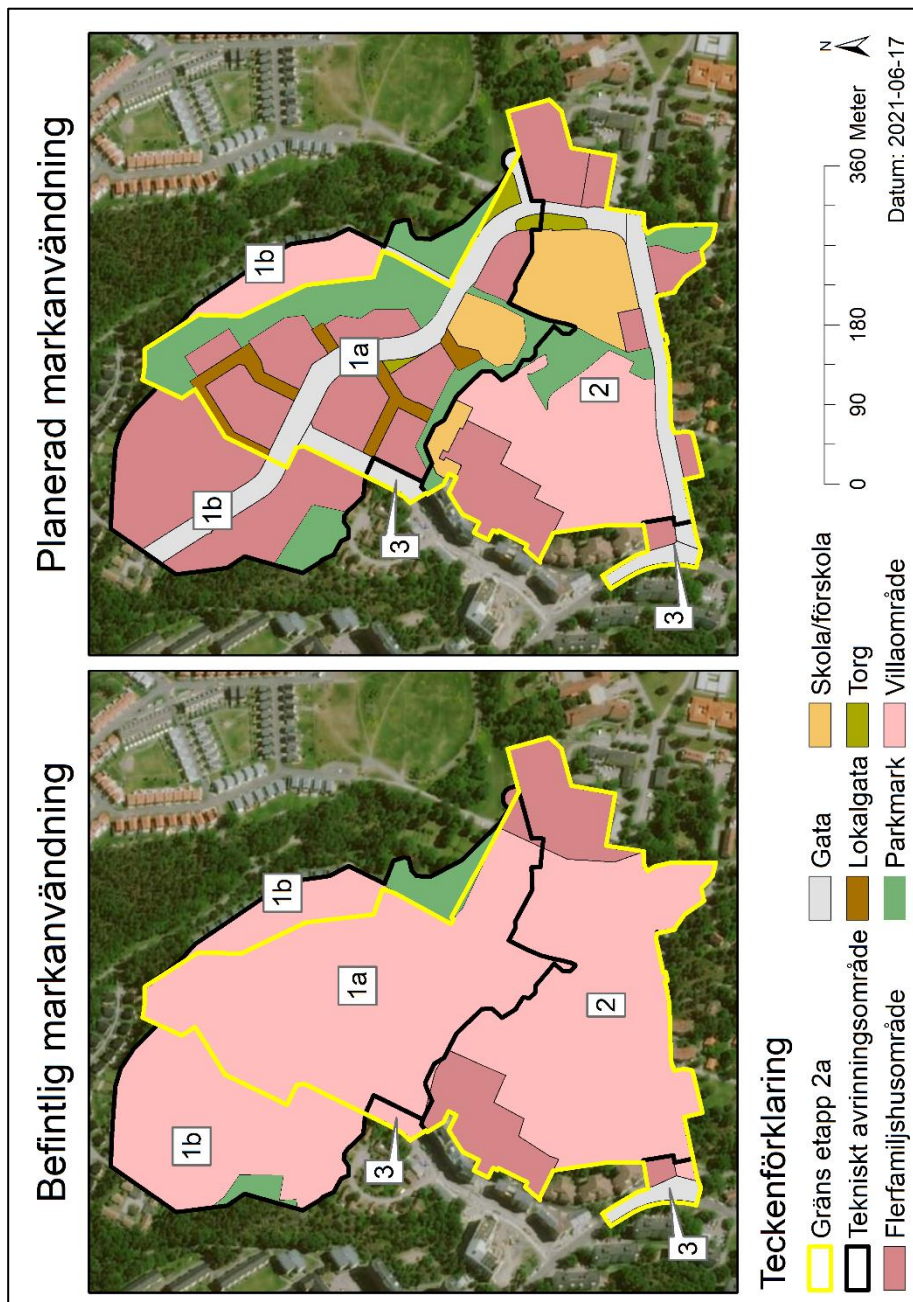 Befintlig markanvändning
1b
1b
1a
3
2
3
Planerad markanvändning
1b
1b
1a
3
2
3
Teckenförklaring
Gräns etapp 2a
Tekniskt avrinningsområde
Flerfamiljshusområde
Gata
Lokalgata
Parkmark
Skola/förskola
Torg
Villaområde
0 90 180 360 Meter
N
Datum: 2021-06-17